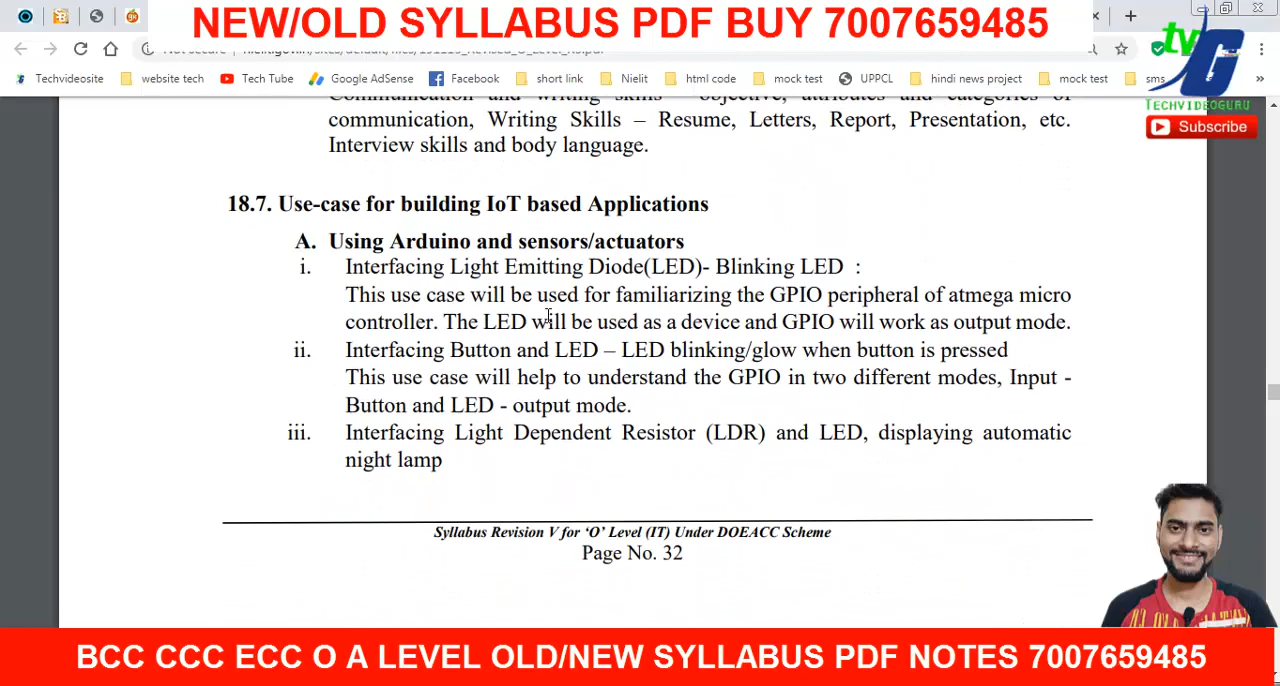 NEW/OLD SYLLABUS PDF BUY 7007659485
Techvideosite website tech Tech Tube Google AdSense Facebook short link Nielit html code mock test UPPCL hindi news project mock test sms
tv
G
TECHVIDEOGURU
Subscribe
Communication and writing skills – objective, attributes and categories of
communication, Writing Skills – Resume, Letters, Report, Presentation, etc.
Interview skills and body language.
18.7. Use-case for building IoT based Applications
A. Using Arduino and sensors/actuators
i. Interfacing Light Emitting Diode(LED)- Blinking LED :
This use case will be used for familiarizing the GPIO peripheral of atmega micro
controller. The LED will be used as a device and GPIO will work as output mode.
ii. Interfacing Button and LED – LED blinking/glow when button is pressed
This use case will help to understand the GPIO in two different modes, Input -
Button and LED - output mode.
iii. Interfacing Light Dependent Resistor (LDR) and LED, displaying automatic
night lamp
Syllabus Revision V for ‘O’ Level (IT) Under DOEACC Scheme
Page No. 32
BCC CCC ECC O A LEVEL OLD/NEW SYLLABUS PDF NOTES 7007659485